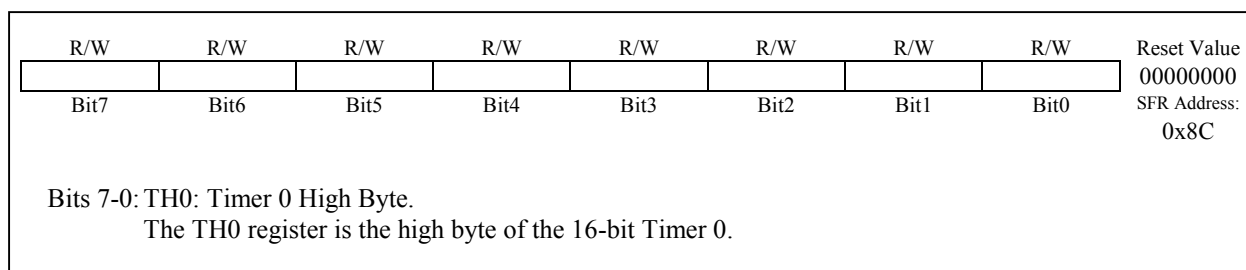 R/W R/W R/W R/W R/W R/W R/W R/W Reset Value
00000000
Bit7 Bit6 Bit5 Bit4 Bit3 Bit2 Bit1 Bit0 SFR Address:
0x8C
Bits 7-0: TH0: Timer 0 High Byte.
The TH0 register is the high byte of the 16-bit Timer 0.